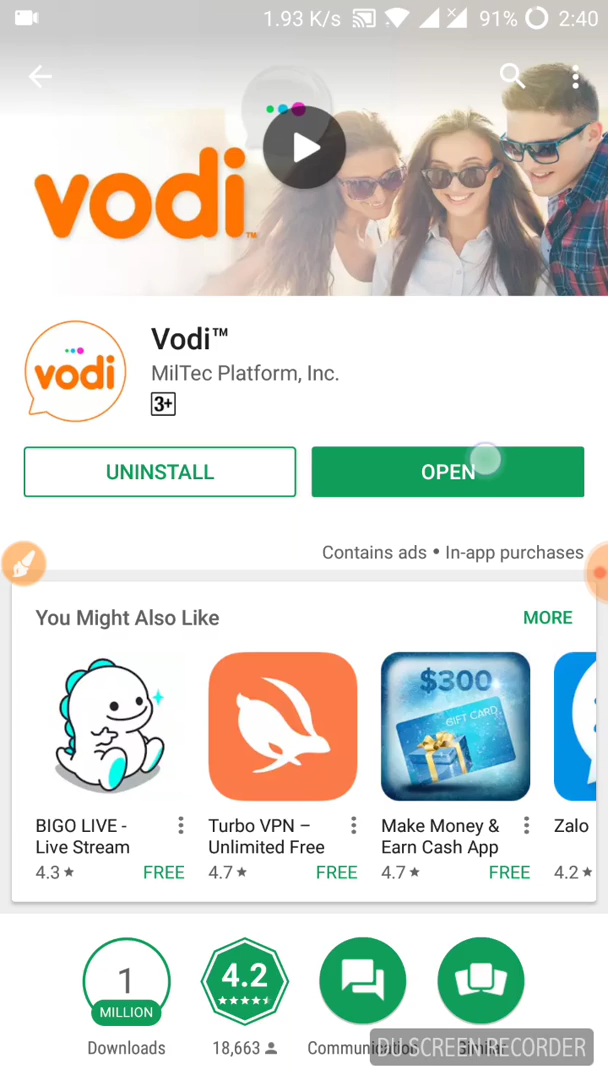 1.93 K/s 91% 2:40
vodi™
Vodi™
MilTec Platform, Inc.
vodi
3+
UNINSTALL
OPEN
Contains ads • In-app purchases
You Might Also Like
MORE
$300
GIFT CARD
BIGO LIVE -
Live Stream
4.3 ★ FREE
Turbo VPN –
Unlimited Free
4.7 ★ FREE
Make Money &
Earn Cash App
4.7 ★ FREE
Zalo
4.2 ★
1
MILLION
Downloads
4.2
18,663
Communication
Similar
DU SCREEN RECORDER